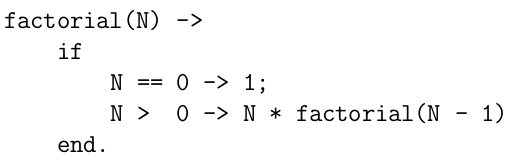 factorial(N) ->
    if
        N == 0 -> 1;
        N >  0 -> N * factorial(N - 1)
    end.